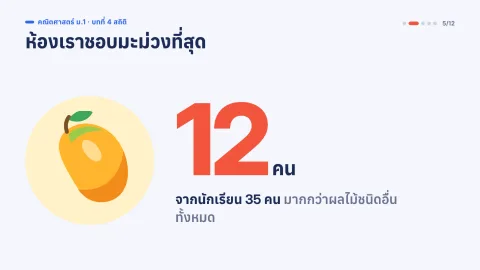 คณิตศาสตร์ ม.1 · บทที่ 4 สถิติ
5/12
ห้องเราชอบมะม่วงที่สุด
12 คน
จากนักเรียน 35 คน มากกว่าผลไม้ชนิดอื่น
ทั้งหมด